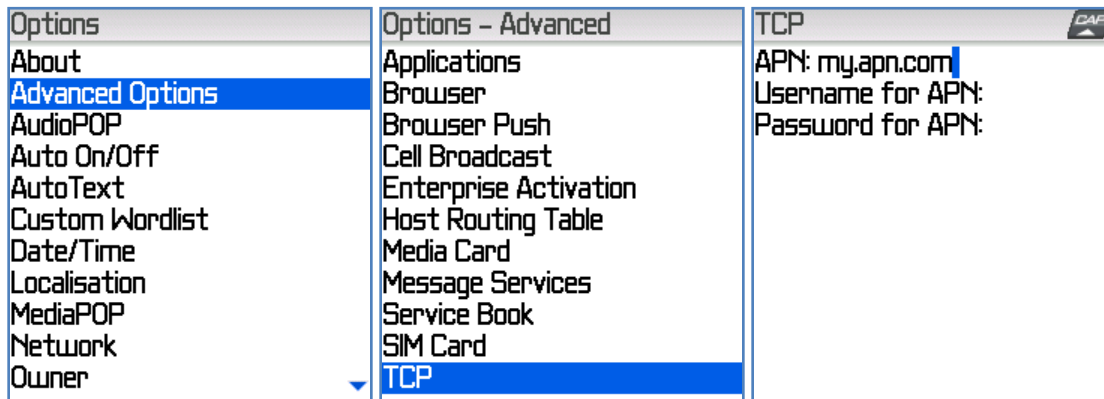 Options
About
Advanced Options
AudioPOP
Auto On/Off
AutoText
Custom Wordlist
Date/Time
Localisation
MediaPOP
Network
Owner
Options - Advanced
Applications
Browser
Browser Push
Cell Broadcast
Enterprise Activation
Host Routing Table
Media Card
Message Services
Service Book
SIM Card
TCP
TCP
APN: my.apn.com
Username for APN:
Password for APN: